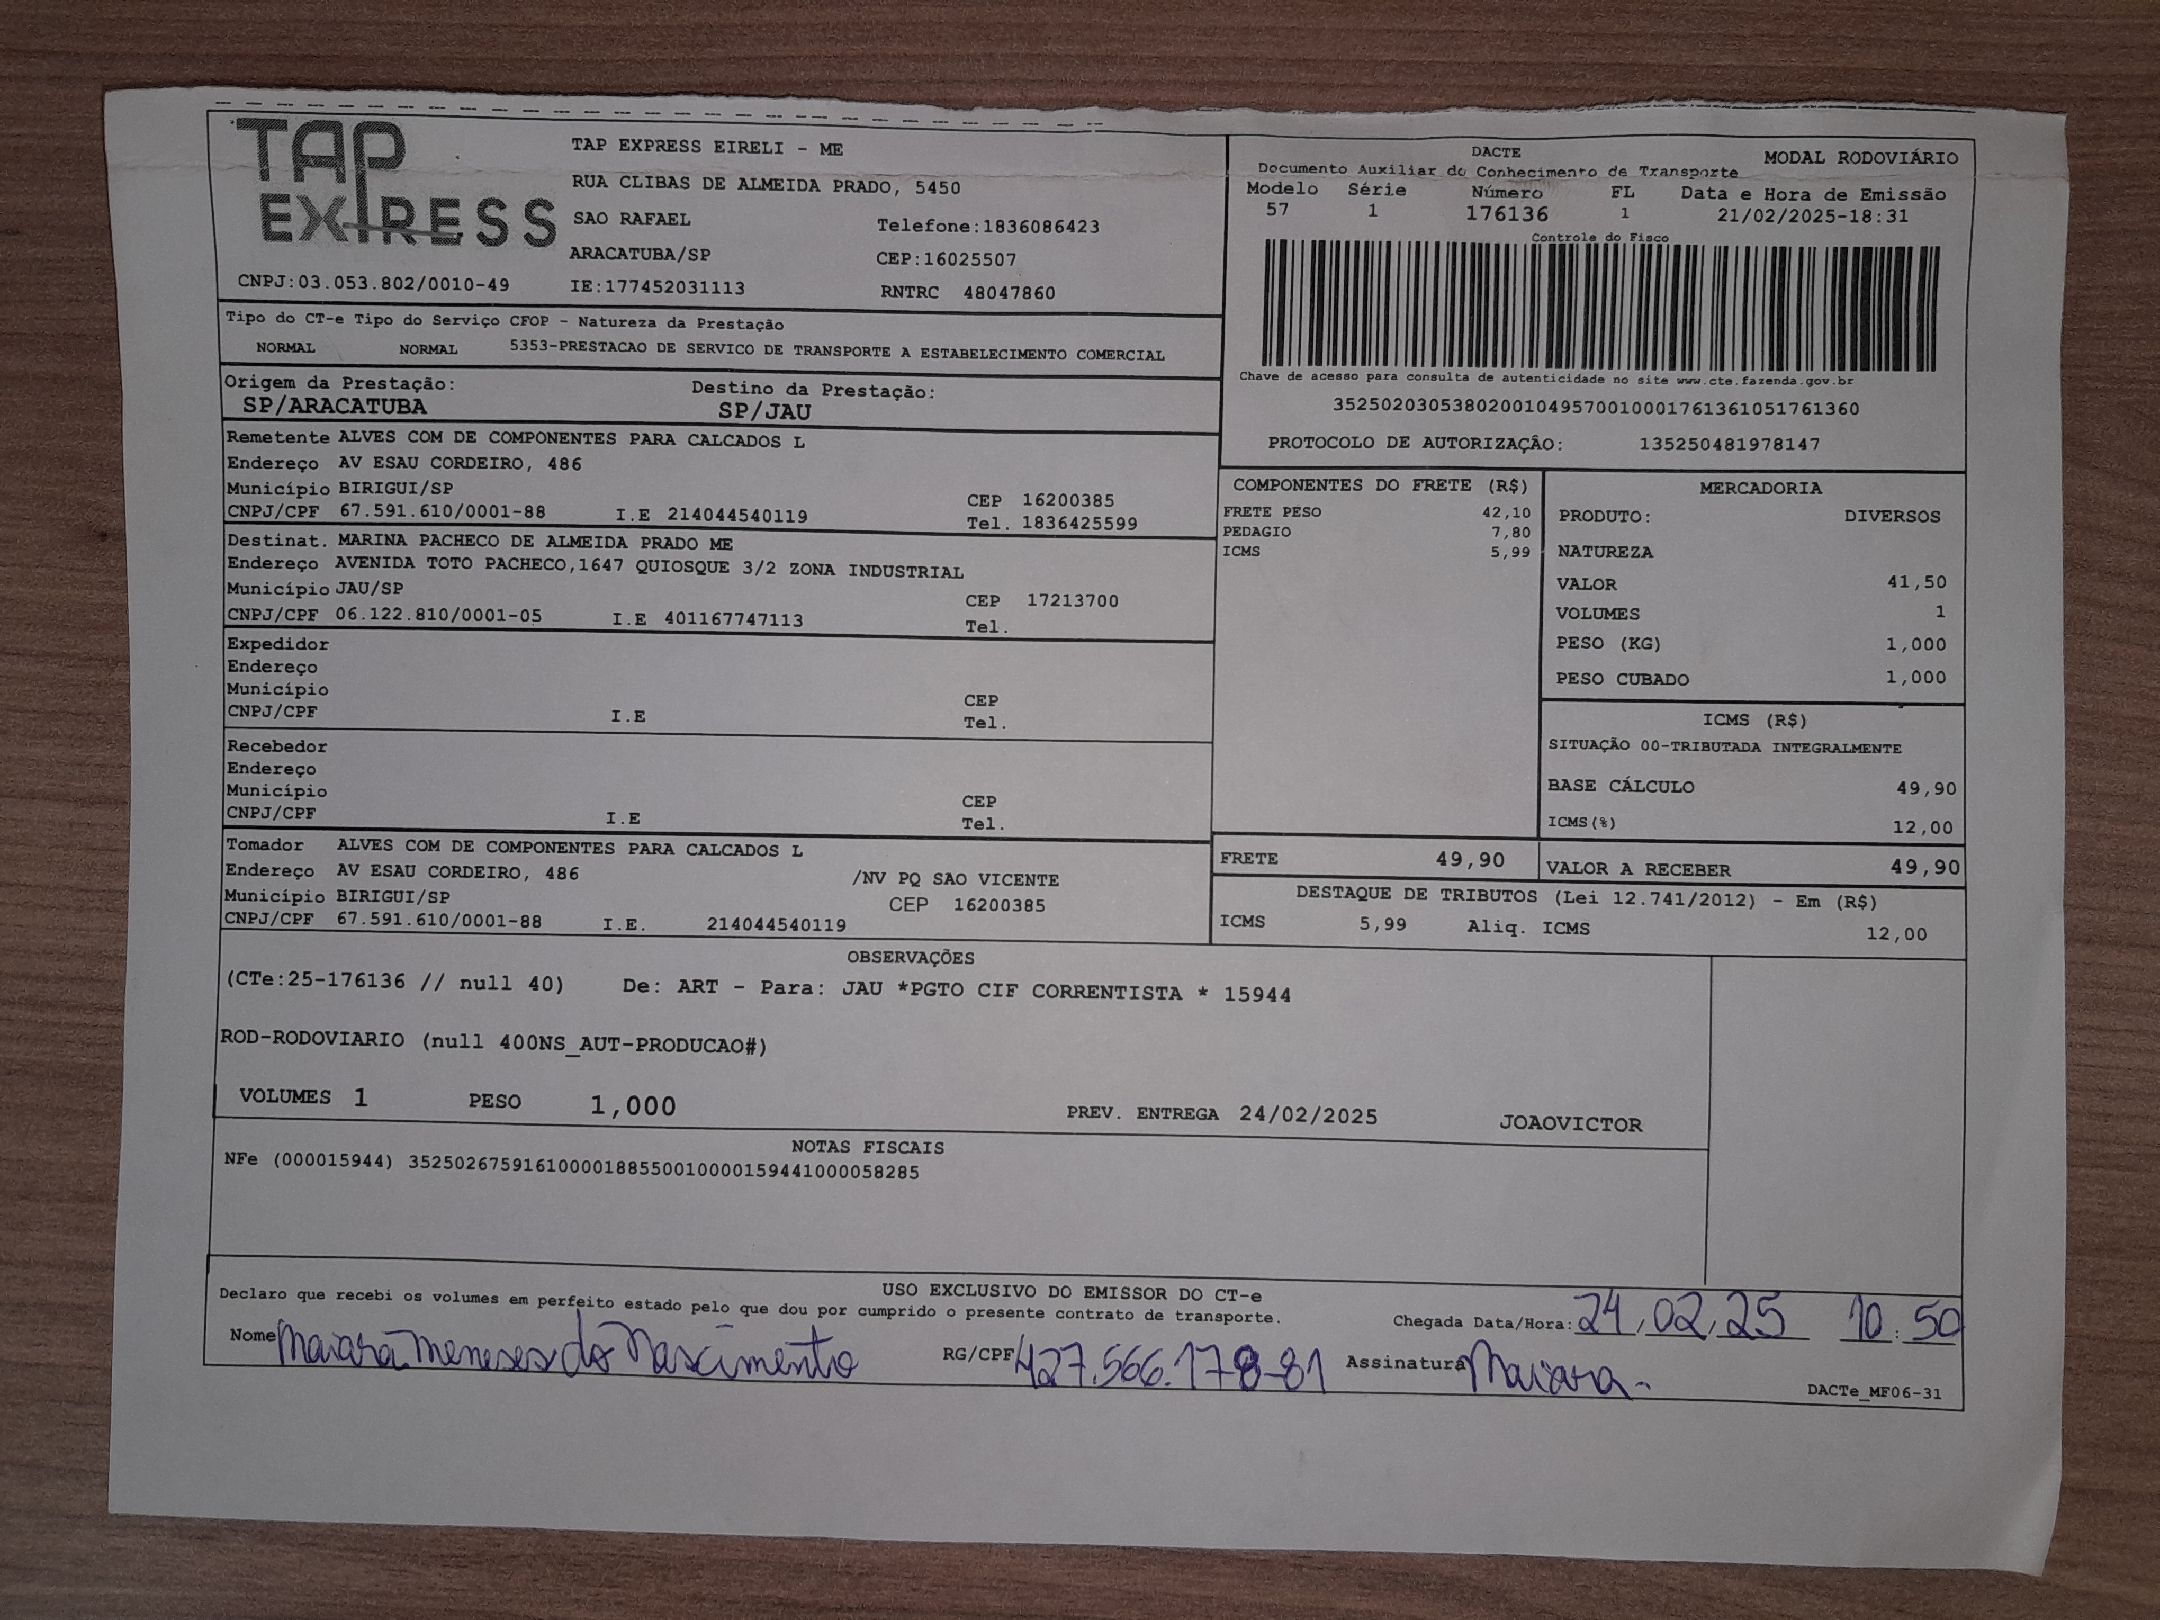 TAP
EXPRESS
CNPJ:03.053.802/0010-49
TAP EXPRESS EIRELI - ME
RUA CLIBAS DE ALMEIDA PRADO, 5450
SAO RAFAEL Telefone:1836086423
ARACATUBA/SP CEP:16025507
IE:177452031113 RNTRC 48047860
DACTE MODAL RODOVIÁRIO
Documento Auxiliar do Conhecimento de Transporte
Modelo Série Número FL Data e Hora de Emissão
57 1 176136 1 21/02/2025-18:31
Controle do Fisco
Chave de acesso para consulta de autenticidade no site www.cte.fazenda.gov.br
35250203053802001049570010001761361051761360
PROTOCOLO DE AUTORIZAÇÂO: 135250481978147
Tipo do CT-e Tipo do Serviço CFOP - Natureza da Prestação
NORMAL NORMAL 5353-PRESTACAO DE SERVICO DE TRANSPORTE A ESTABELECIMENTO COMERCIAL
Origem da Prestação: Destino da Prestação:
SP/ARACATUBA SP/JAU
Remetente ALVES COM DE COMPONENTES PARA CALCADOS L
Endereço AV ESAU CORDEIRO, 486
Município BIRIGUI/SP CEP 16200385
CNPJ/CPF 67.591.610/0001-88 I.E 214044540119 Tel. 1836425599
Destinat. MARINA PACHECO DE ALMEIDA PRADO ME
Endereço AVENIDA TOTO PACHECO,1647 QUIOSQUE 3/2 ZONA INDUSTRIAL
Município JAU/SP CEP 17213700
CNPJ/CPF 06.122.810/0001-05 I.E 401167747113 Tel.
Expedidor
Endereço
Município CEP
CNPJ/CPF I.E Tel.
Recebedor
Endereço
Município CEP
CNPJ/CPF I.E Tel.
Tomador ALVES COM DE COMPONENTES PARA CALCADOS L
Endereço AV ESAU CORDEIRO, 486 /NV PQ SAO VICENTE
Município BIRIGUI/SP CEP 16200385
CNPJ/CPF 67.591.610/0001-88 I.E. 214044540119
COMPONENTES DO FRETE (R$)
FRETE PESO 42,10
PEDAGIO 7,80
ICMS 5,99
MERCADORIA
PRODUTO: DIVERSOS
NATUREZA
VALOR 41,50
VOLUMES 1
PESO (KG) 1,000
PESO CUBADO 1,000
ICMS (R$)
SITUAÇÃO 00-TRIBUTADA INTEGRALMENTE
BASE CÁLCULO 49,90
ICMS(%) 12,00
FRETE 49,90 VALOR A RECEBER 49,90
DESTAQUE DE TRIBUTOS (Lei 12.741/2012) - Em (R$)
ICMS 5,99 Aliq. ICMS 12,00
OBSERVAÇÕES
(CTe:25-176136 // null 40) De: ART - Para: JAU *PGTO CIF CORRENTISTA * 15944
ROD-RODOVIARIO (null 400NS_AUT-PRODUCAO#)
VOLUMES 1 PESO 1,000 PREV. ENTREGA 24/02/2025 JOAOVICTOR
NOTAS FISCAIS
NFe (000015944) 35250267591610000188550010000159441000058285
USO EXCLUSIVO DO EMISSOR DO CT-e
Declaro que recebi os volumes em perfeito estado pelo que dou por cumprido o presente contrato de transporte.
Chegada Data/Hora: 24,02,25 10:50
Nome Maiara Meneses do Nascimento RG/CPF 427.566.178-81 Assinatura Maiara.
DACTe_MF06-31